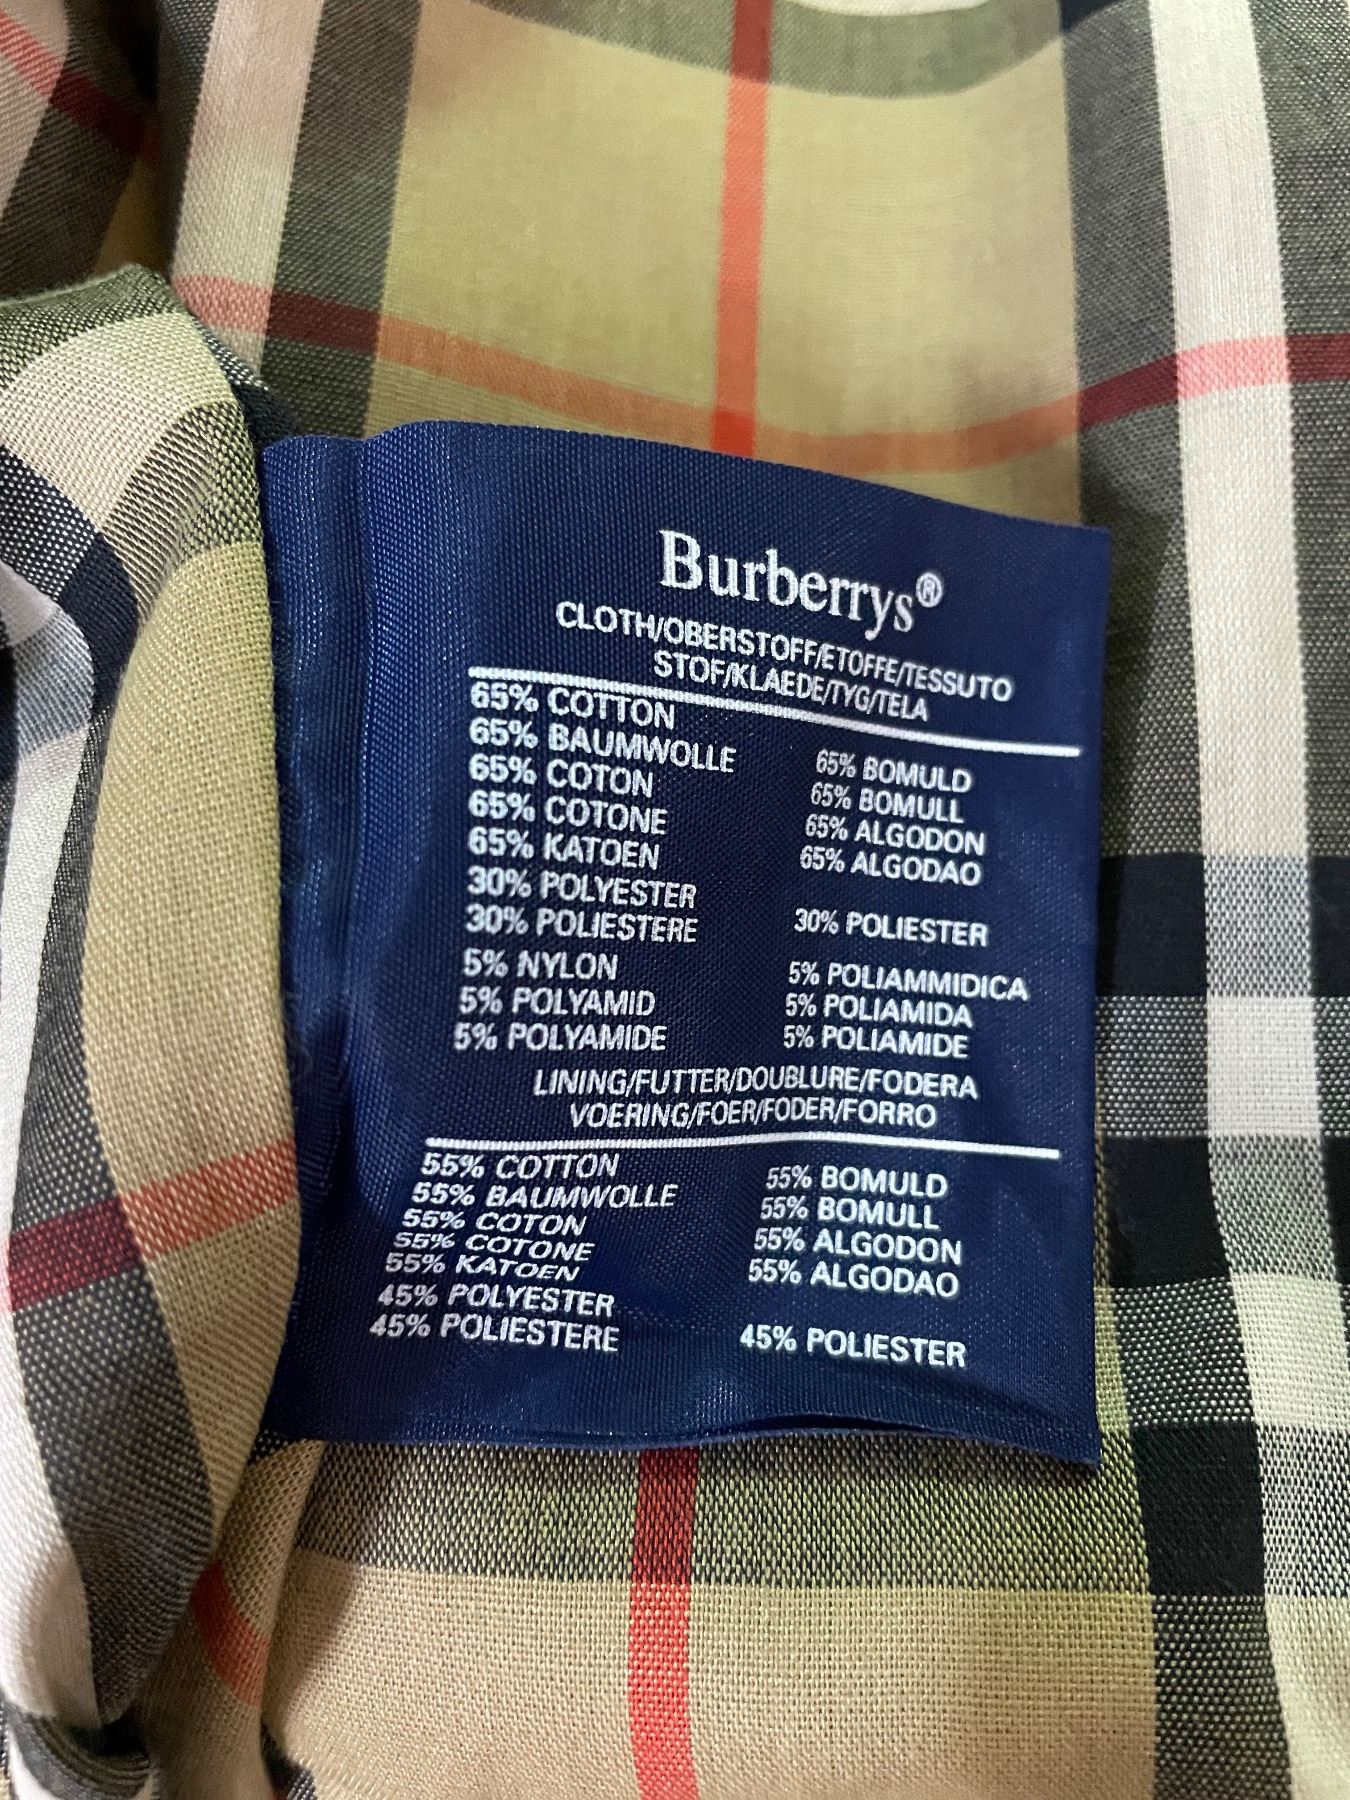 Burberrys®
CLOTH/OBERSTOFF/ETOFFE/TESSUTO
STOF/KLAEDE/TYG/TELA
65% COTTON
65% BAUMWOLLE
65% COTON
65% COTONE
65% KATOEN
30% POLYESTER
30% POLIESTERE
5% NYLON
5% POLYAMID
5% POLYAMIDE
65% BOMULD
65% BOMULL
65% ALGODON
65% ALGODAO
30% POLIESTER
5% POLIAMMIDICA
5% POLIAMIDA
5% POLIAMIDE
LINING/FUTTER/DOUBLURE/FODERA
VOERING/FOER/FODER/FORRO
55% COTTON
55% BAUMWOLLE
55% COTON
55% COTONE
55% KATOEN
45% POLYESTER
45% POLIESTERE
55% BOMULD
55% BOMULL
55% ALGODON
55% ALGODAO
45% POLIESTER